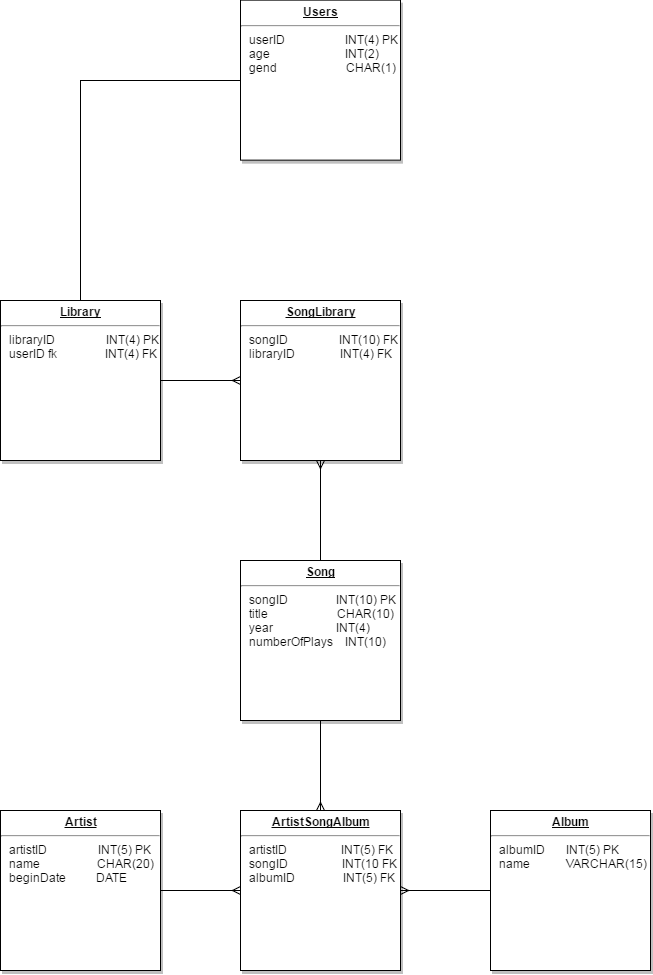 Users
userID INT(4) PK
age INT(2)
gend CHAR(1)
Library
libraryID INT(4) PK
userID fk INT(4) FK
SongLibrary
songID INT(10) FK
libraryID INT(4) FK
Song
songID INT(10) PK
title CHAR(10)
year INT(4)
numberOfPlays INT(10)
Artist
artistID INT(5) PK
name CHAR(20)
beginDate DATE
ArtistSongAlbum
artistID INT(5) FK
songID INT(10 FK
albumID INT(5) FK
Album
albumID INT(5) PK
name VARCHAR(15)